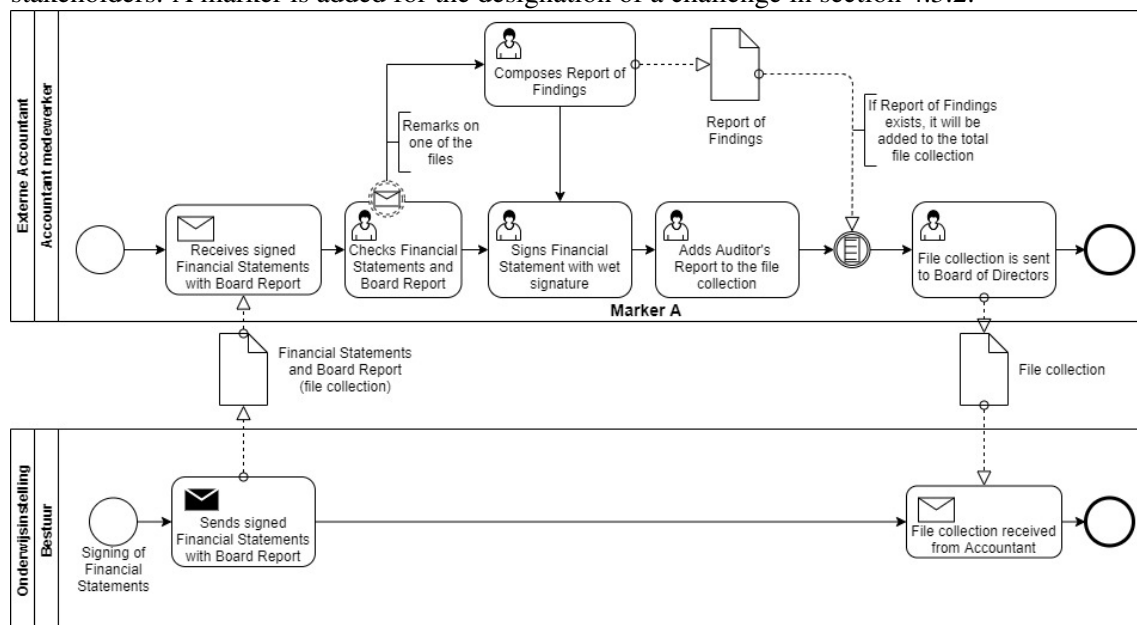 stakeholders. A marker is added for the designation of a challenge in section 4.3.2.
Externe Accountant
Accountant medewerker
Composes Report of
Findings
Report of
Findings
If Report of Findings
exists, it will be
added to the total
file collection
Remarks on
one of the
files
Receives signed
Financial Statements
with Board Report
Checks Financial
Statements and
Board Report
Signs Financial
Statement with wet
signature
Adds Auditor's
Report to the file
collection
File collection is sent
to Board of Directors
Marker A
Financial Statements
and Board Report
(file collection)
File collection
Onderwijsinstelling
Bestuur
Signing of
Financial
Statements
Sends signed
Financial Statements
with Board Report
File collection received
from Accountant